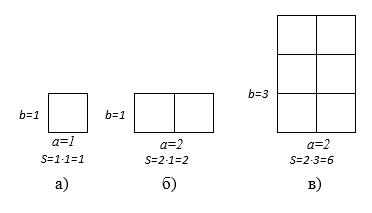 b=1
a=1
S=1·1=1
а)
b=1
a=2
S=2·1=2
б)
b=3
a=2
S=2·3=6
в)